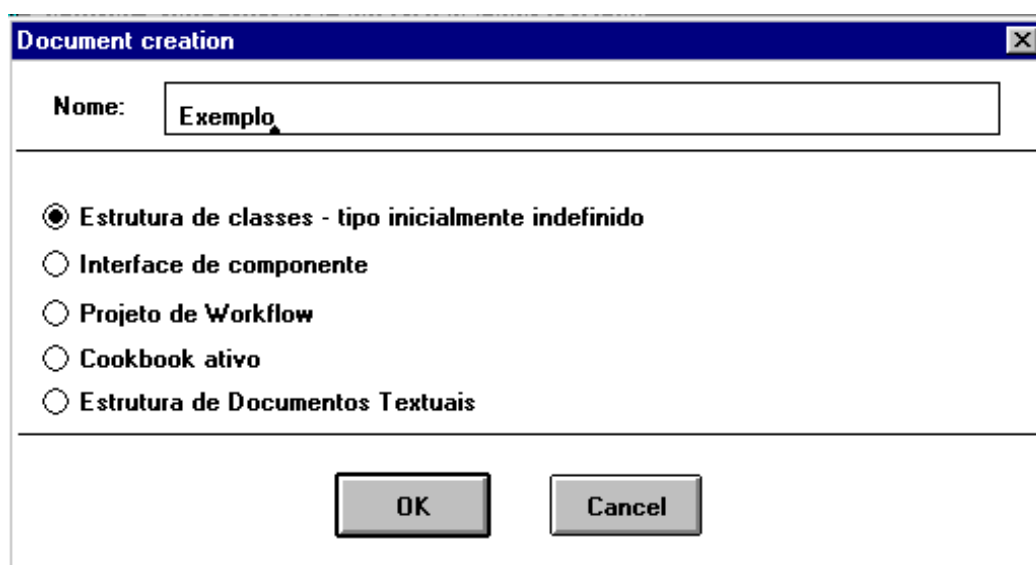 Document creation
Nome:
Exemplo
Estrutura de classes - tipo inicialmente indefinido
Interface de componente
Projeto de Workflow
Cookbook ativo
Estrutura de Documentos Textuais
OK
Cancel